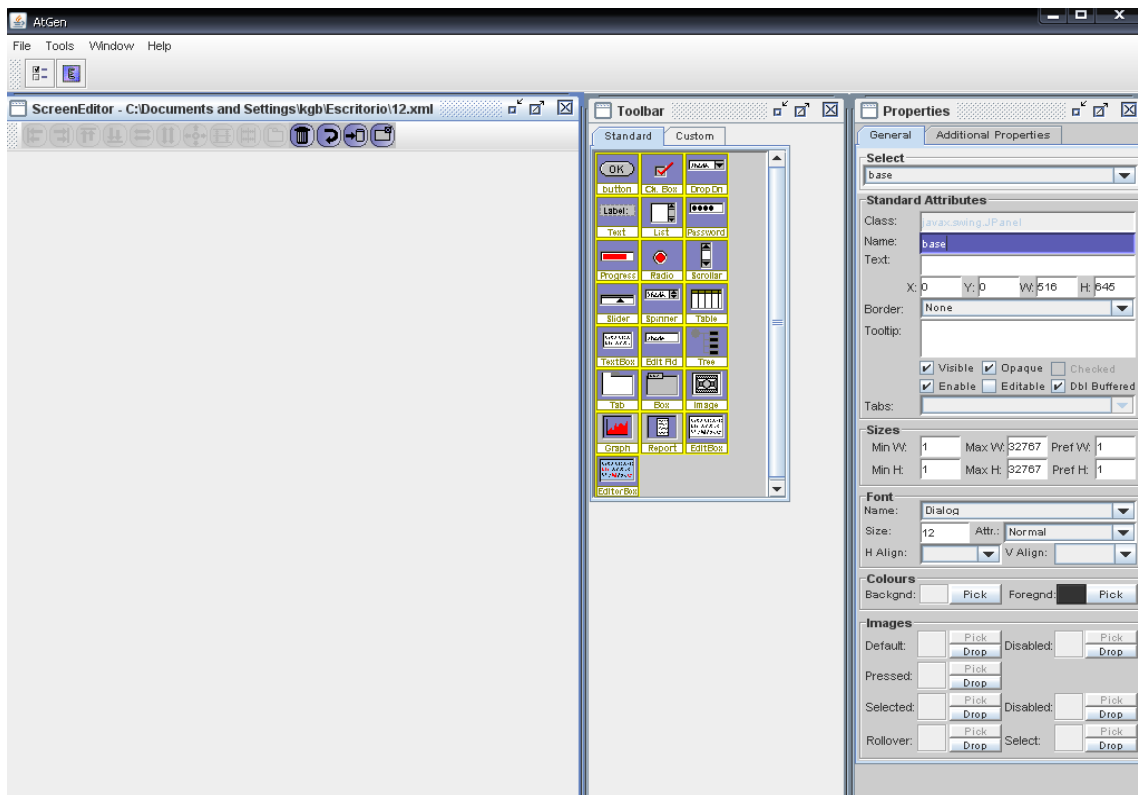 AtGen
File Tools Window Help
ScreenEditor - C:\Documents and Settings\kgb\Escritorio\12.xml
Toolbar
Standard Custom
OK
button Ck. Box Drop Dn
Label:
Text List Password
Progress Radio Scrollar
Slider Spinner Table
TextBox Edit Fld Tree
Tab Box Image
Graph Report EditBox
EditerBox
Properties
General Additional Properties
Select
base
Standard Attributes
Class: javax.swing.JPanel
Name: base
Text:
X: 0 Y: 0 W: 516 H: 645
Border: None
Tooltip:
Visible Opaque Checked
Enable Editable Dbl Buffered
Tabs:
Sizes
Min W: 1 Max W: 32767 Pref W: 1
Min H: 1 Max H: 32767 Pref H: 1
Font
Name: Dialog
Size: 12 Attr.: Normal
H Align: V Align:
Colours
Backgnd: Pick Foregnd: Pick
Images
Default: Pick Drop Disabled: Pick Drop
Pressed: Pick Drop
Selected: Pick Drop Disabled: Pick Drop
Rollover: Pick Drop Select: Pick Drop